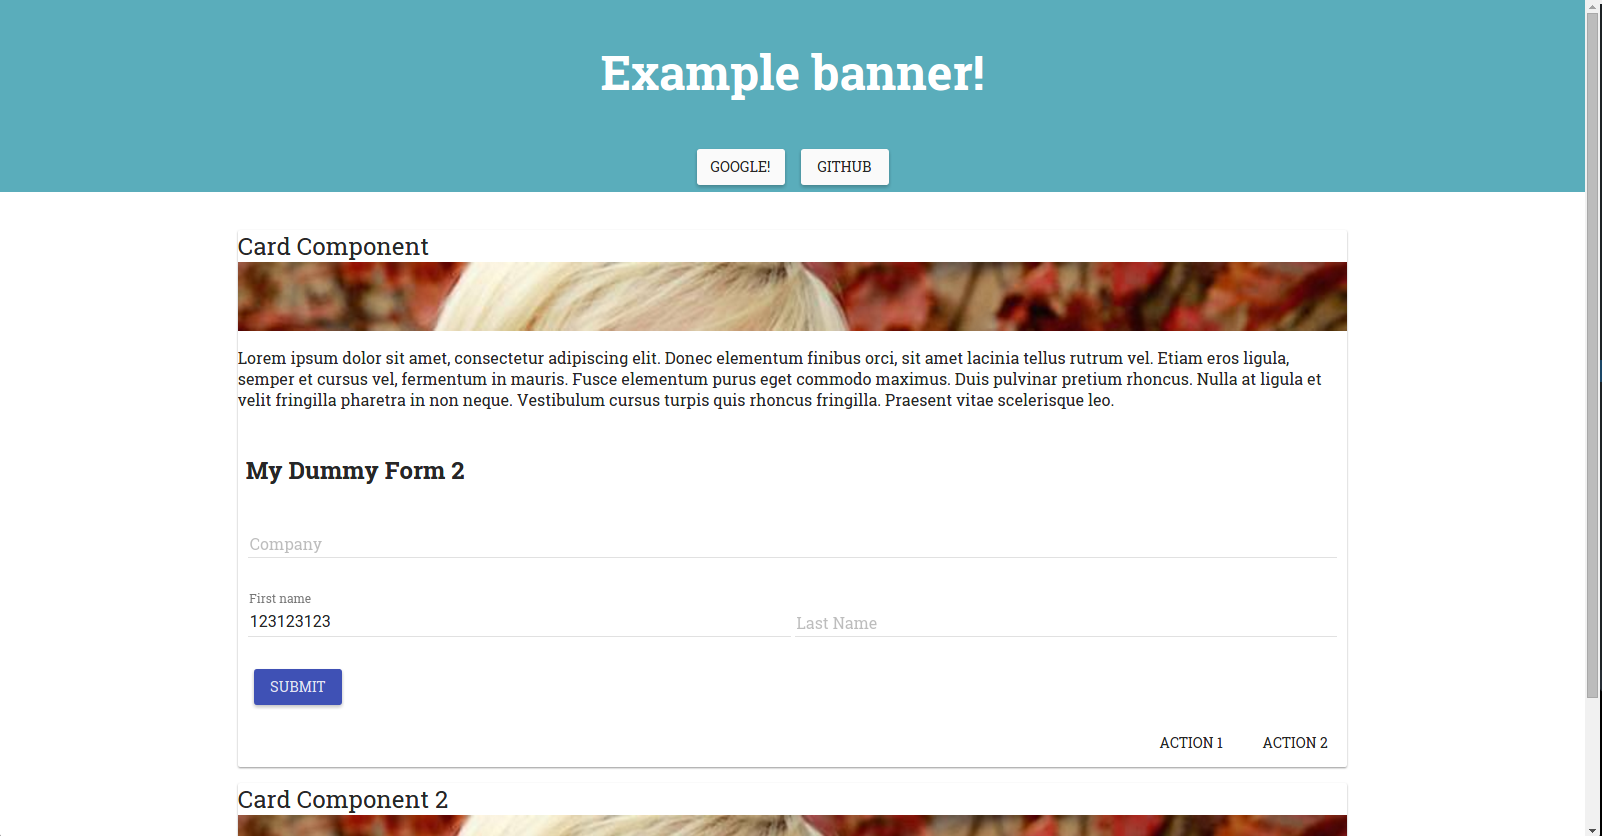 Example banner!
GOOGLE! GITHUB
Card Component
Lorem ipsum dolor sit amet, consectetur adipiscing elit. Donec elementum finibus orci, sit amet lacinia tellus rutrum vel. Etiam eros ligula,
semper et cursus vel, fermentum in mauris. Fusce elementum purus eget commodo maximus. Duis pulvinar pretium rhoncus. Nulla at ligula et
velit fringilla pharetra in non neque. Vestibulum cursus turpis quis rhoncus fringilla. Praesent vitae scelerisque leo.
My Dummy Form 2
Company
First name
123123123 Last Name
SUBMIT
ACTION 1 ACTION 2
Card Component 2